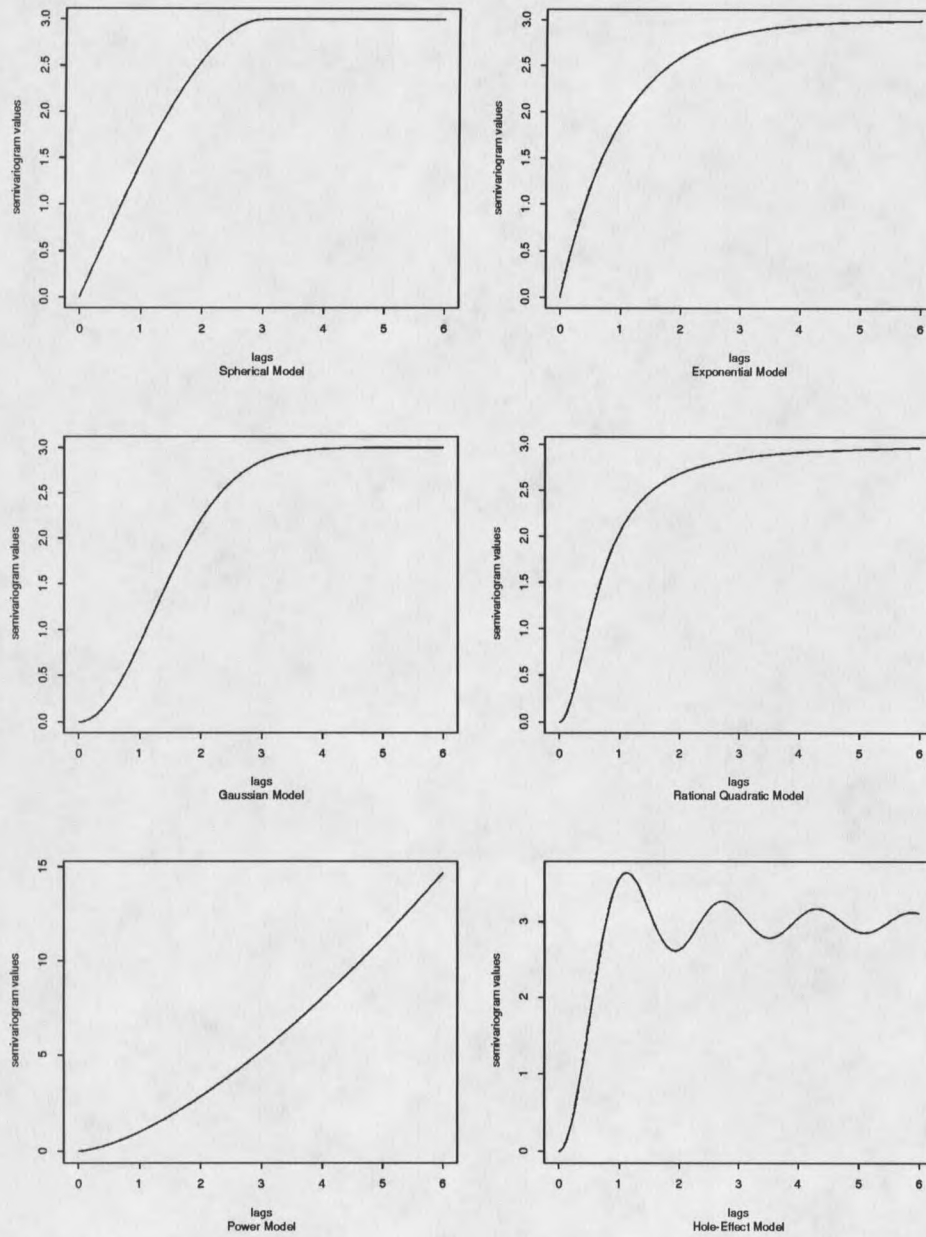 semivariogram values
3.0
2.5
2.0
1.5
1.0
0.5
0.0
0 1 2 3 4 5 6
lags
Spherical Model
semivariogram values
3.0
2.5
2.0
1.5
1.0
0.5
0.0
0 1 2 3 4 5 6
lags
Exponential Model
semivariogram values
3.0
2.5
2.0
1.5
1.0
0.5
0.0
0 1 2 3 4 5 6
lags
Gaussian Model
semivariogram values
3.0
2.5
2.0
1.5
1.0
0.5
0.0
0 1 2 3 4 5 6
lags
Rational Quadratic Model
semivariogram values
15
10
5
0
0 1 2 3 4 5 6
lags
Power Model
semivariogram values
3
2
1
0
0 1 2 3 4 5 6
lags
Hole-Effect Model